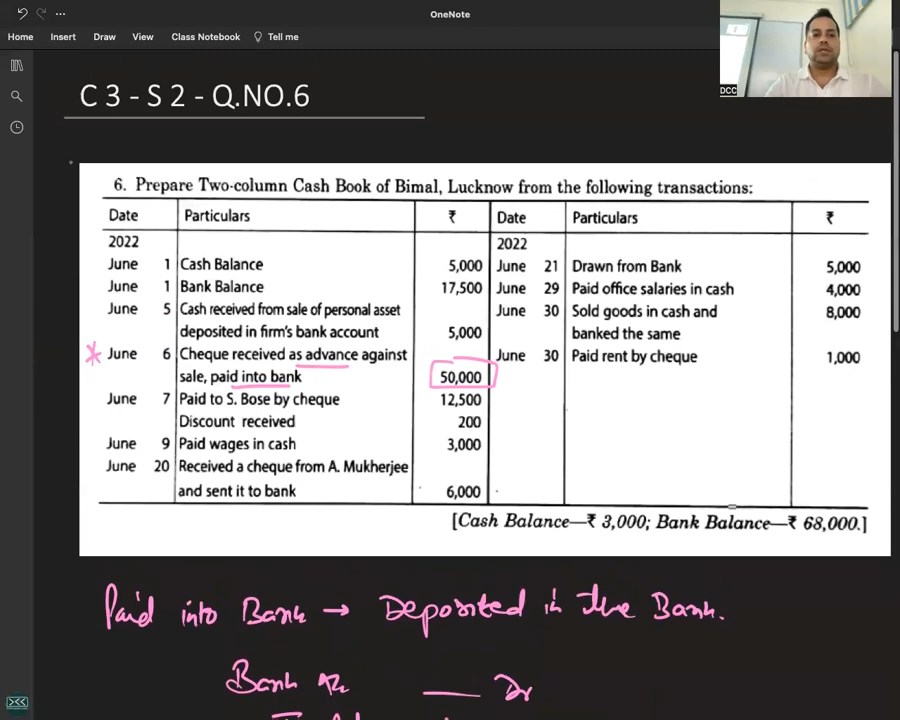 OneNote
Home Insert Draw View Class Notebook Tell me
DCC
C 3 - S 2 - Q.NO.6
6. Prepare Two-column Cash Book of Bimal, Lucknow from the following transactions:
Date Particulars ₹ Date Particulars ₹
2022 2022
June 1 Cash Balance 5,000 June 21 Drawn from Bank 5,000
June 1 Bank Balance 17,500 June 29 Paid office salaries in cash 4,000
June 5 Cash received from sale of personal asset June 30 Sold goods in cash and 8,000
deposited in firm's bank account 5,000 banked the same
* June 6 Cheque received as advance against June 30 Paid rent by cheque 1,000
sale, paid into bank 50,000
June 7 Paid to S. Bose by cheque 12,500
Discount received 200
June 9 Paid wages in cash 3,000
June 20 Received a cheque from A. Mukherjee
and sent it to bank 6,000
[Cash Balance—₹ 3,000; Bank Balance—₹ 68,000.]
Paid into Bank → Deposited in the Bank.
Bank A/c — Dr